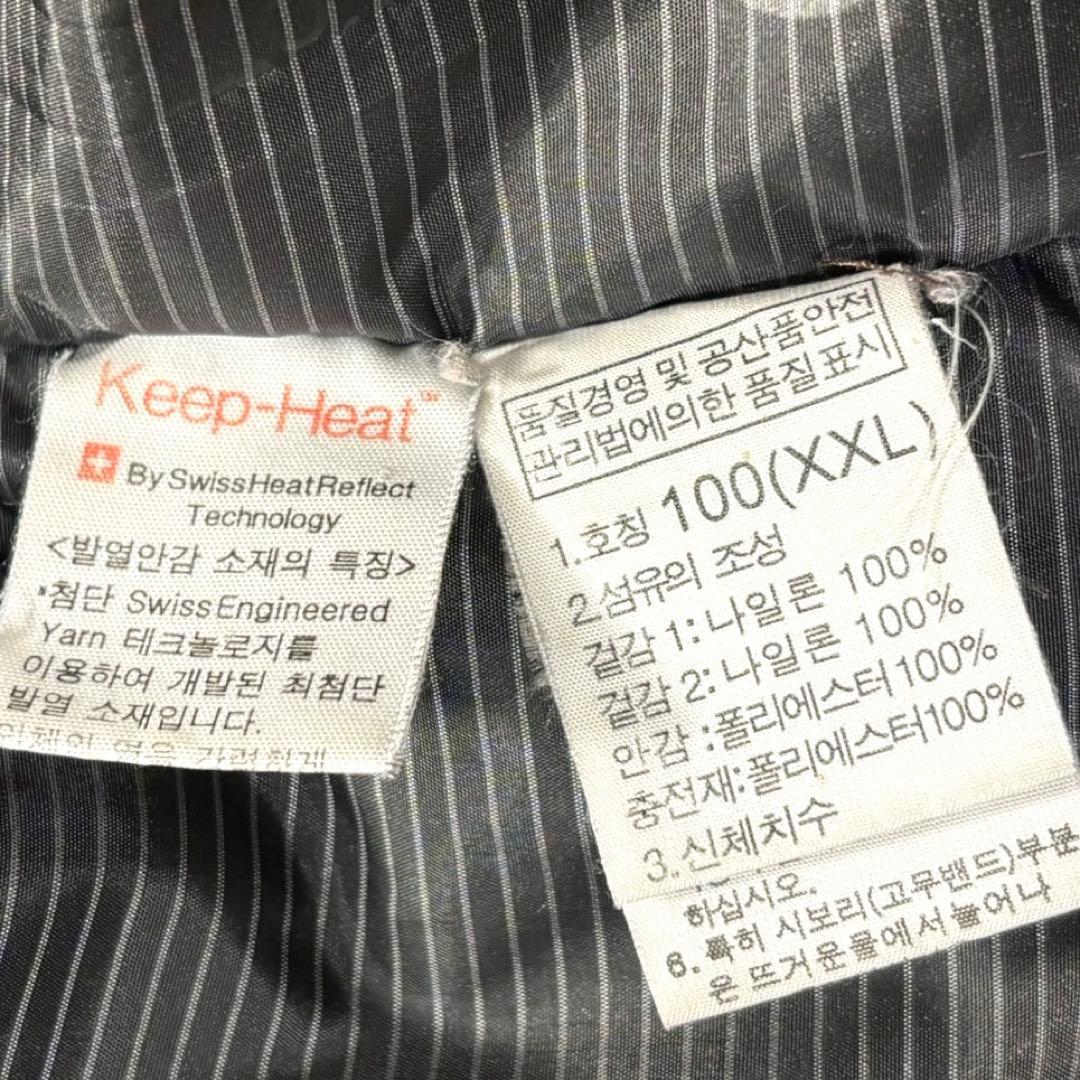 Keep-Heat™
By SwissHeatReflect
Technology
<발열안감 소재의 특징>
•첨단 SwissEngineered
Yarn 테크놀로지를
이용하여 개발된 최첨단
발열 소재입니다.
품질경영 및 공산품안전
관리법에의한 품질표시
1.호칭 100(XXL)
2.섬유의 조성
겉감 1:나일론 100%
겉감 2:나일론 100%
안감 :폴리에스터100%
충전재:폴리에스터100%
3.신체치수
하십시오.
6.특히 시보리(고무밴드)부분
은 뜨거운물에서 늘어나